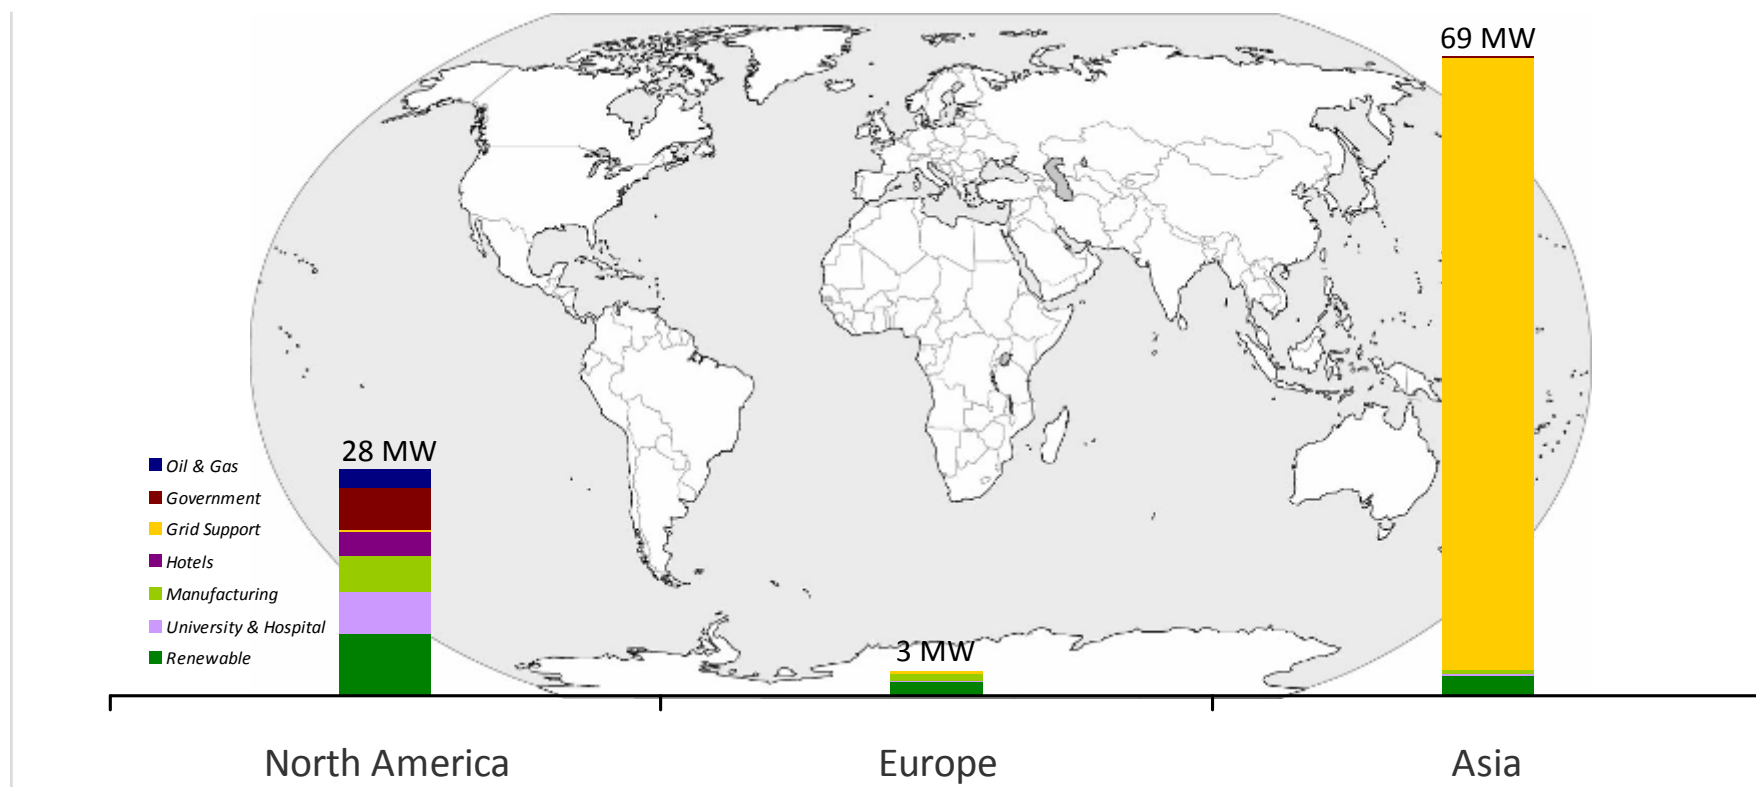 69 MW
28 MW
Oil & Gas
Government
Grid Support
Hotels
Manufacturing
University & Hospital
Renewable
3 MW
North America
Europe
Asia